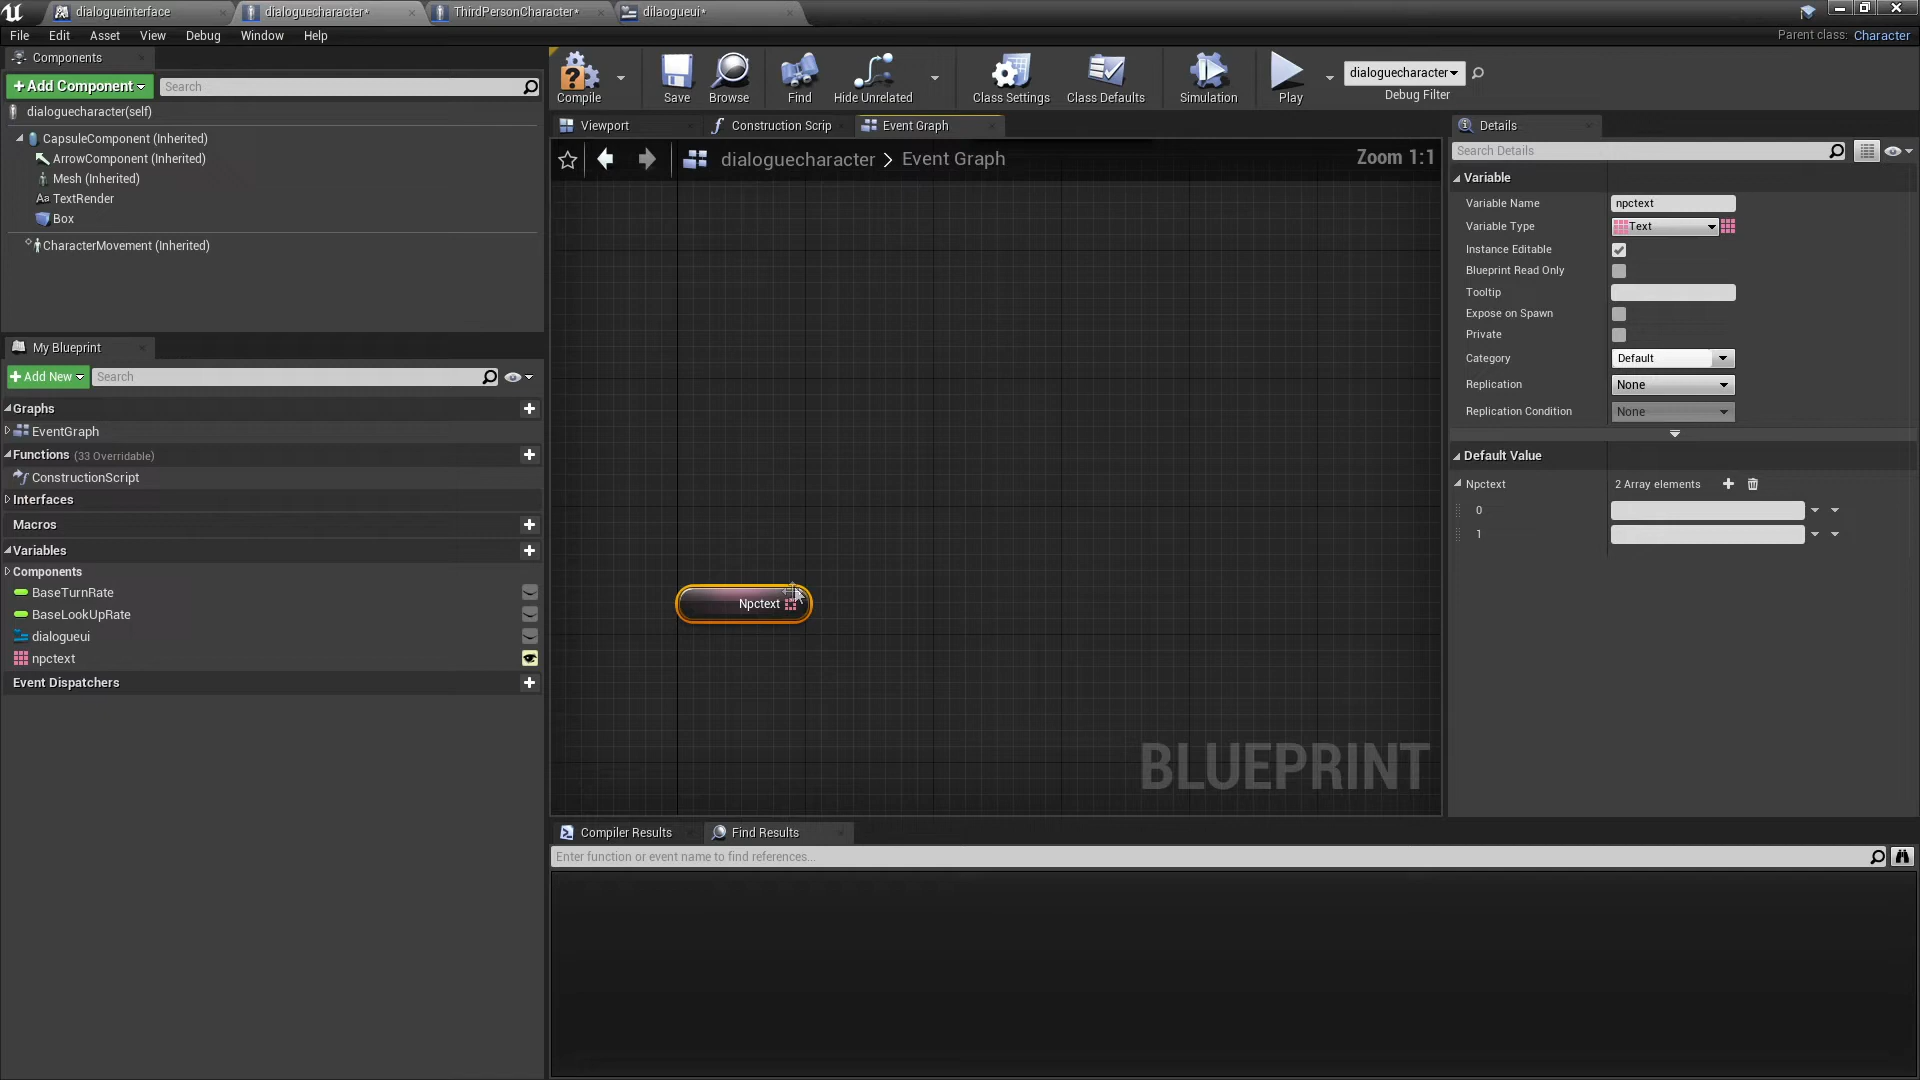 dialogueinterface
dialoguecharacter*
ThirdPersonCharacter*
dilaogueui*
File Edit Asset View Debug Window Help
Parent class: Character
Components
+Add Component
Search
dialoguecharacter(self)
CapsuleComponent (Inherited)
ArrowComponent (Inherited)
Mesh (Inherited)
Aa TextRender
Box
CharacterMovement (Inherited)
My Blueprint
+Add New
Search
Graphs
EventGraph
Functions (33 Overridable)
ConstructionScript
Interfaces
Macros
Variables
Components
BaseTurnRate
BaseLookUpRate
dialogueui
npctext
Event Dispatchers
Compile
Save
Browse
Find
Hide Unrelated
Class Settings
Class Defaults
Simulation
Play
dialoguecharacter
Debug Filter
Viewport
Construction Scrip
Event Graph
dialoguecharacter > Event Graph
Zoom 1:1
Npctext
BLUEPRINT
Compiler Results
Find Results
Enter function or event name to find references...
Details
Search Details
Variable
Variable Name npctext
Variable Type Text
Instance Editable
Blueprint Read Only
Tooltip
Expose on Spawn
Private
Category Default
Replication None
Replication Condition None
Default Value
Npctext 2 Array elements
0
1